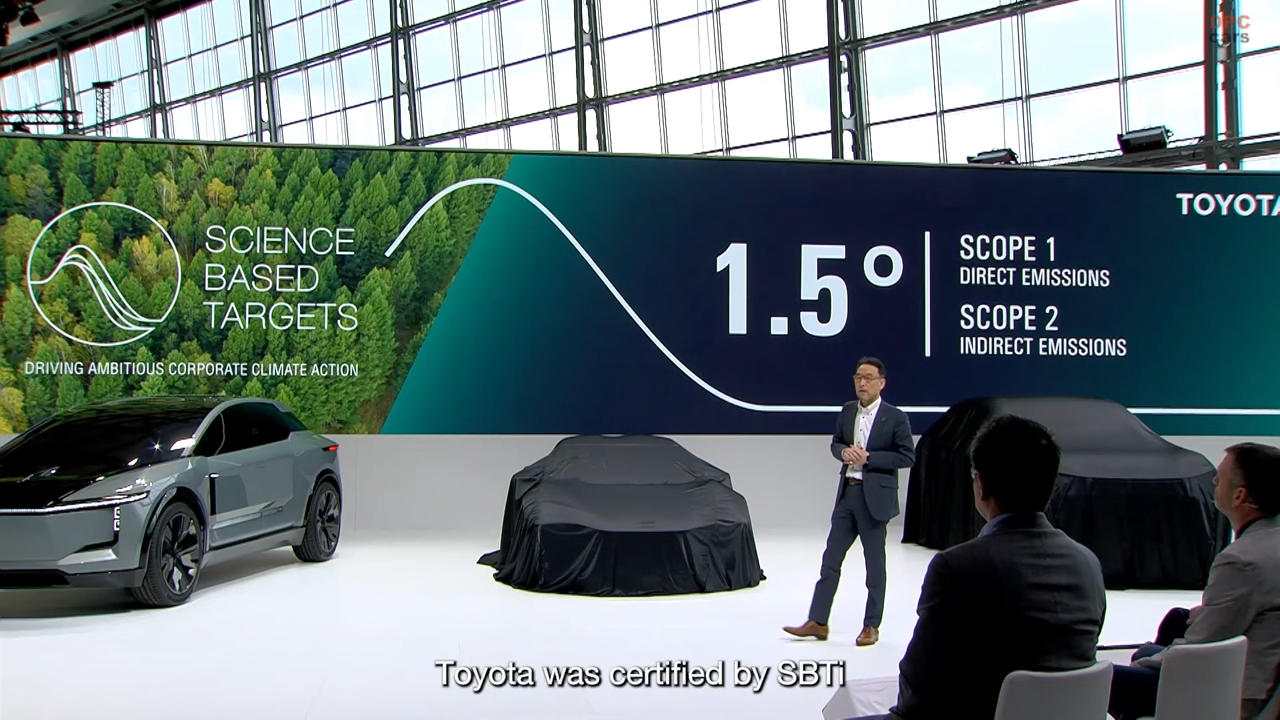 cars
TOYOTA
SCIENCE
BASED
TARGETS
DRIVING AMBITIOUS CORPORATE CLIMATE ACTION
1.5°
SCOPE 1
DIRECT EMISSIONS
SCOPE 2
INDIRECT EMISSIONS
Toyota was certified by SBTi